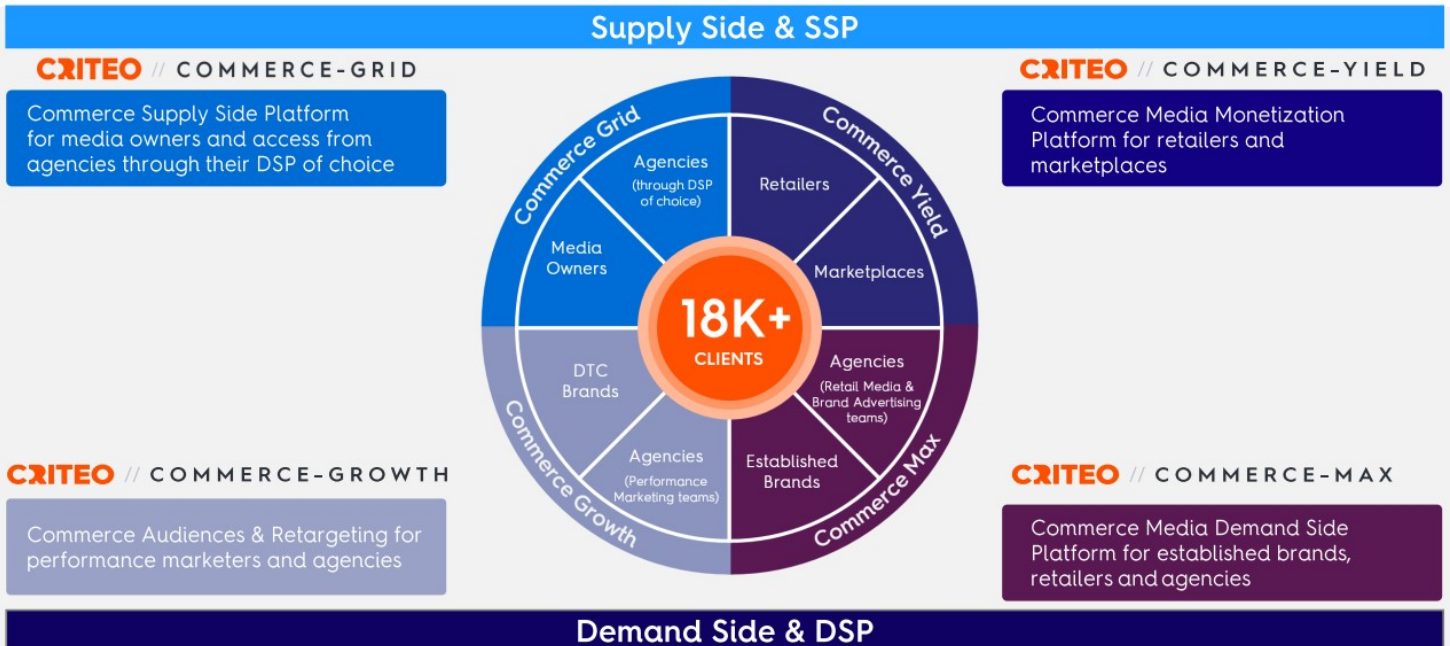 Supply Side & SSP
CRITEO // COMMERCE-GRID
Commerce Supply Side Platform
for media owners and access from
agencies through their DSP of choice
CRITEO // COMMERCE-YIELD
Commerce Media Monetization
Platform for retailers and
marketplaces
Commerce Grid
Agencies
(through DSP
of choice)
Media
Owners
Commerce Yield
Retailers
Marketplaces
18K+
CLIENTS
DTC
Brands
Agencies
(Performance
Marketing teams)
Commerce Growth
Agencies
(Retail Media &
Brand Advertising
teams)
Established
Brands
Commerce Max
CRITEO // COMMERCE-GROWTH
Commerce Audiences & Retargeting for
performance marketers and agencies
CRITEO // COMMERCE-MAX
Commerce Media Demand Side
Platform for established brands,
retailers and agencies
Demand Side & DSP